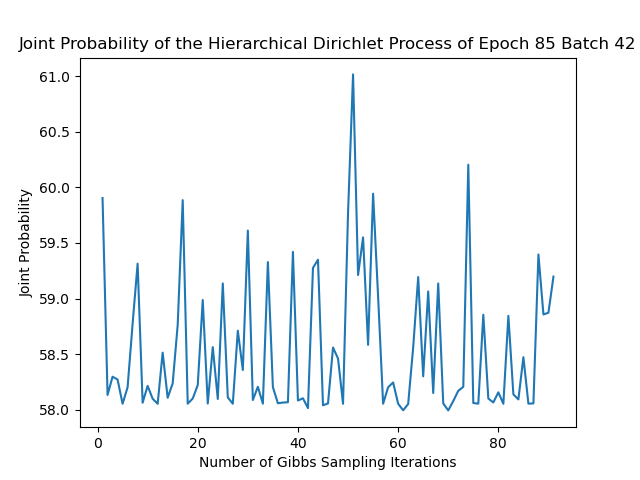 Joint Probability of the Hierarchical Dirichlet Process of Epoch 85 Batch 42
61.0
60.5
60.0
59.5
59.0
58.5
58.0
Joint Probability
0 20 40 60 80
Number of Gibbs Sampling Iterations